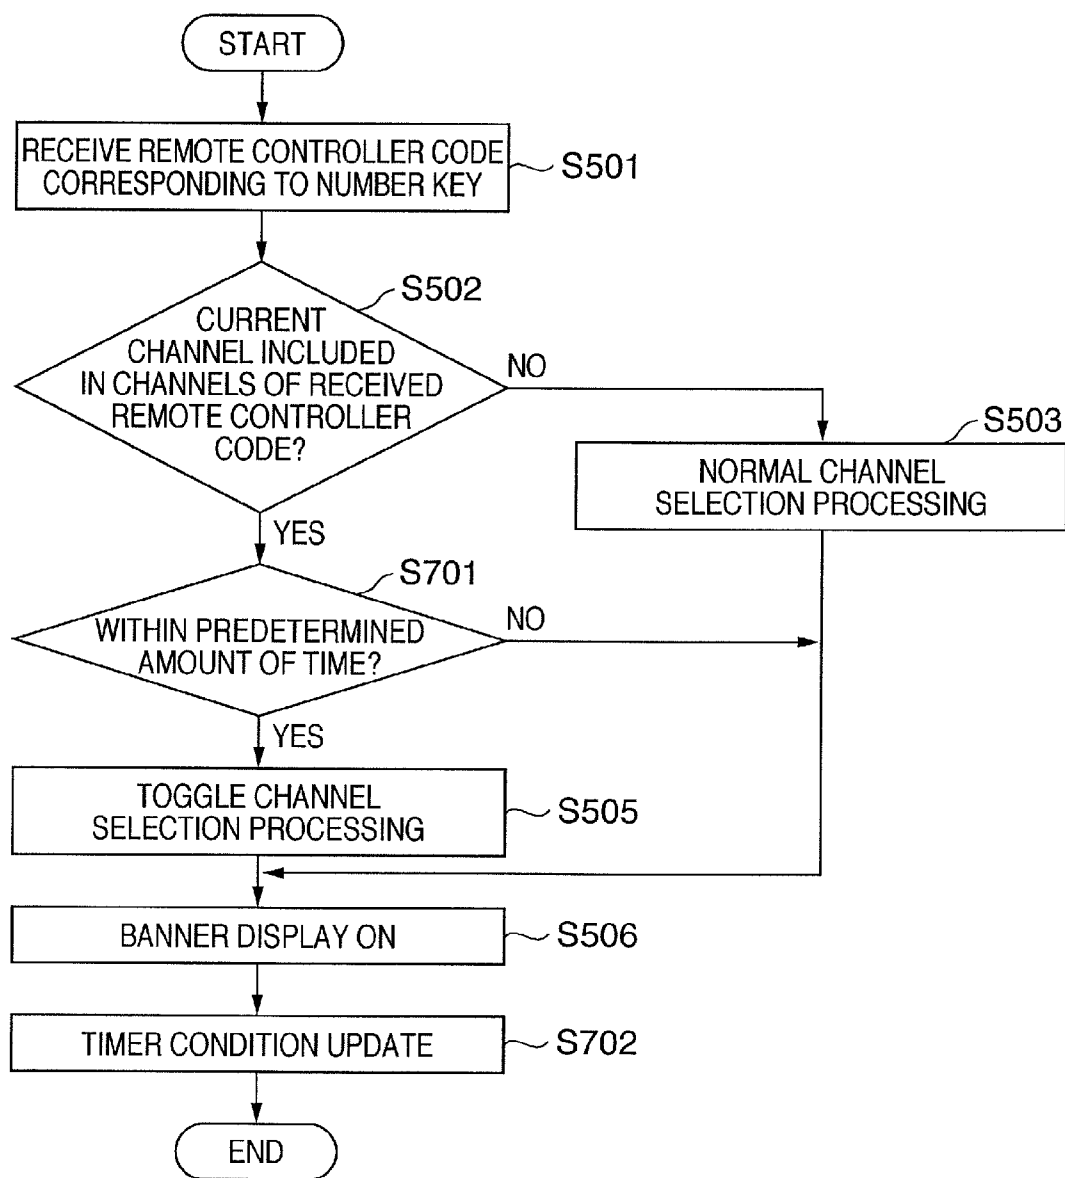 START
RECEIVE REMOTE CONTROLLER CODE
CORRESPONDING TO NUMBER KEY
S501
S502
CURRENT
CHANNEL INCLUDED
IN CHANNELS OF RECEIVED
REMOTE CONTROLLER
CODE?
NO
S503
NORMAL CHANNEL
SELECTION PROCESSING
YES
S701
WITHIN PREDETERMINED
AMOUNT OF TIME?
NO
YES
TOGGLE CHANNEL
SELECTION PROCESSING
S505
BANNER DISPLAY ON
S506
TIMER CONDITION UPDATE
S702
END